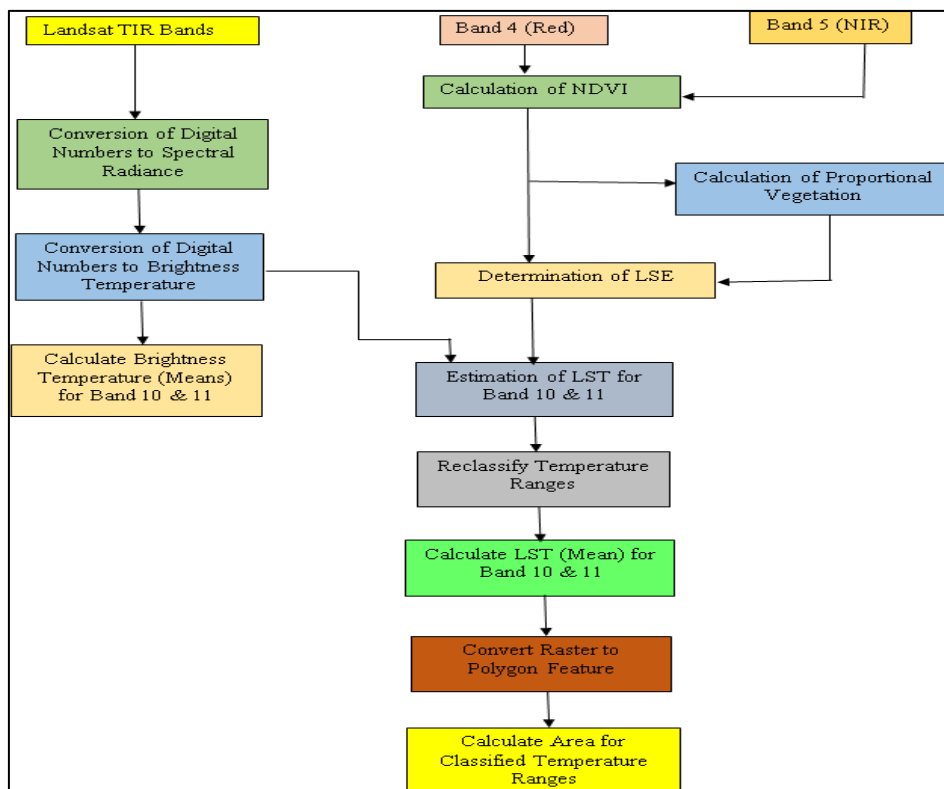 Landsat TIR Bands
Band 4 (Red)
Band 5 (NIR)
Calculation of NDVI
Conversion of Digital
Numbers to Spectral
Radiance
Calculation of Proportional
Vegetation
Conversion of Digital
Numbers to Brightness
Temperature
Determination of LSE
Calculate Brightness
Temperature (Means)
for Band 10 & 11
Estimation of LST for
Band 10 & 11
Reclassify Temperature
Ranges
Calculate LST (Mean) for
Band 10 & 11
Convert Raster to
Polygon Feature
Calculate Area for
Classified Temperature
Ranges